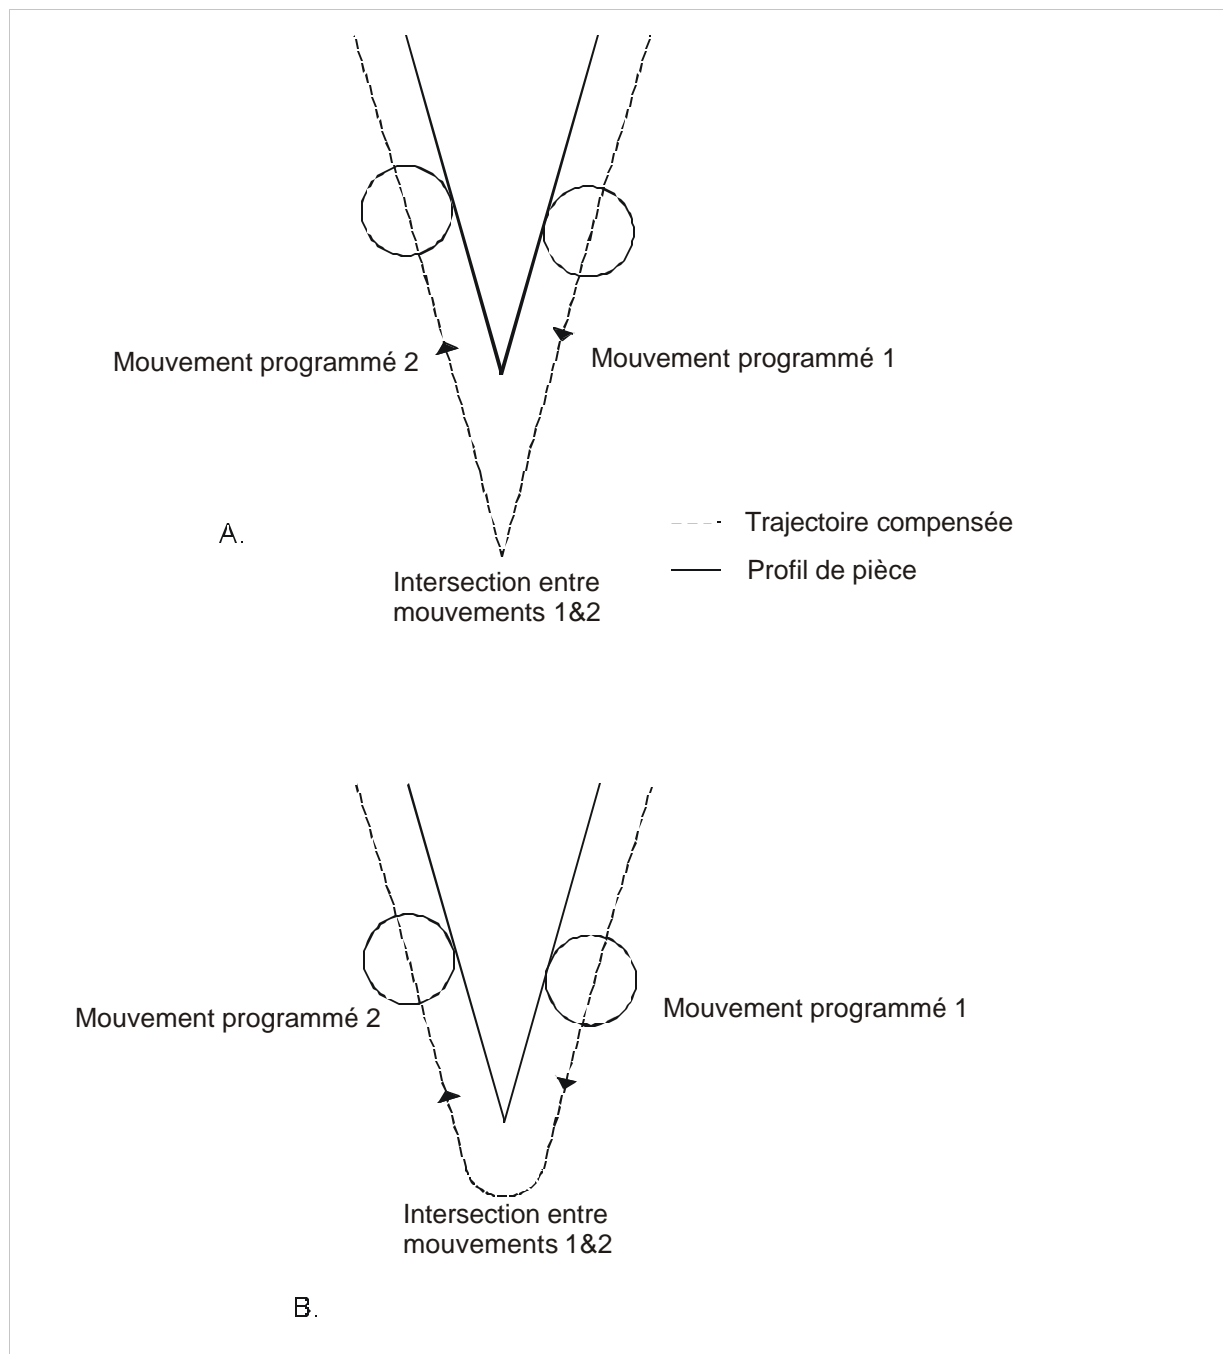 Mouvement programmé 2
Mouvement programmé 1
A.
Trajectoire compensée
Profil de pièce
Intersection entre
mouvements 1&2
Mouvement programmé 2
Mouvement programmé 1
Intersection entre
mouvements 1&2
B.